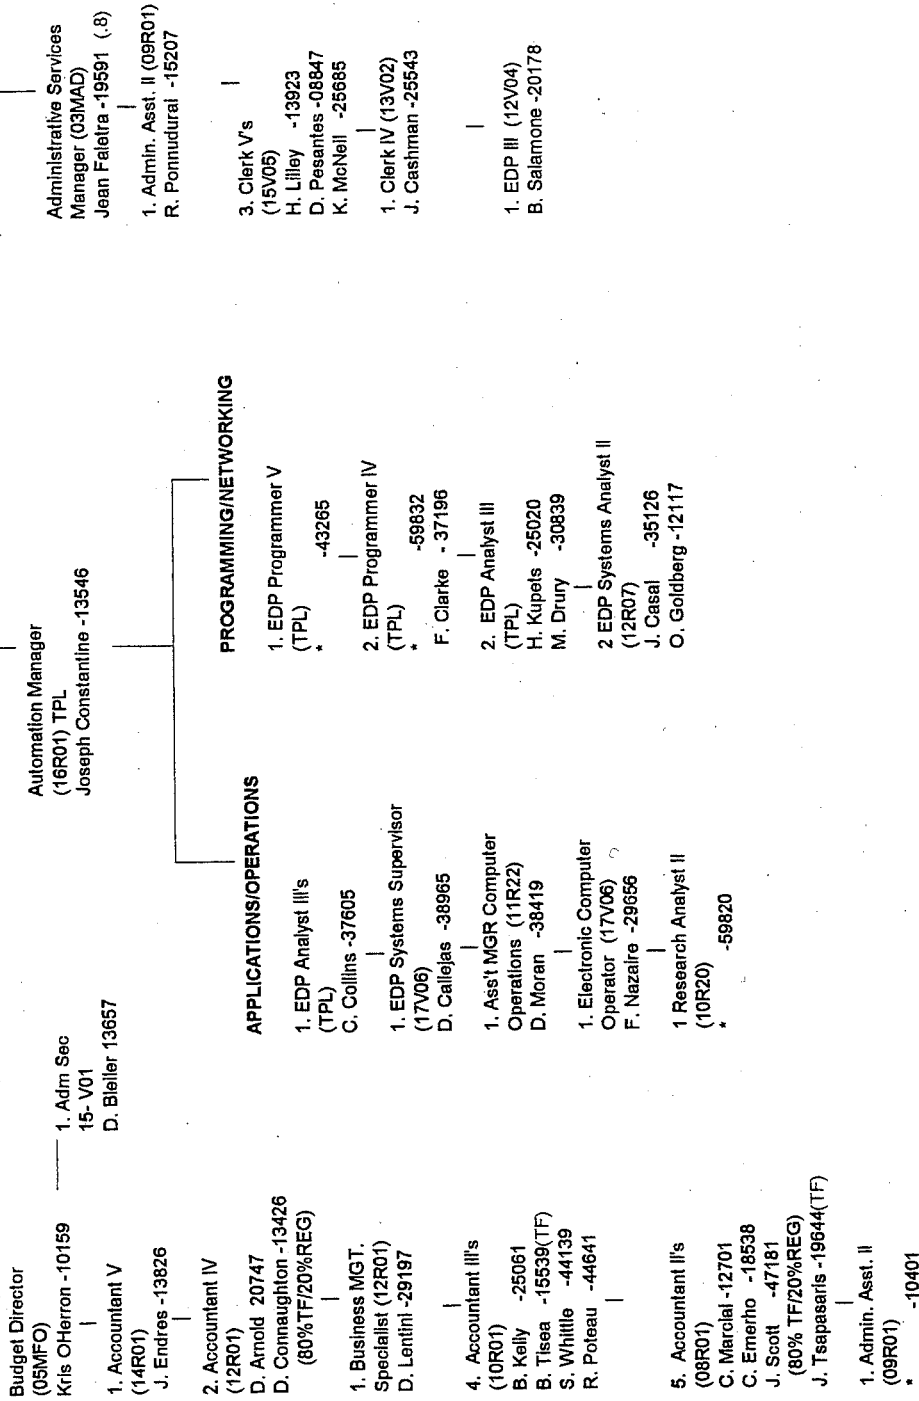 Budget Director
(05MFO)
Kris OHerron -10159
1. Adm Sec
15- V01
D. Bleiler 13657
1. Accountant V
(14R01)
J. Endres -13826
2. Accountant IV
(12R01)
D. Arnold 20747
D. Connaughton -13426
(80%TF/20%REG)
1. Business MGT.
Specialist (12R01)
D. Lentini -29197
4. Accountant III's
(10R01)
B. Kelly -25061
B. Tisea -15539(TF)
S. Whittle -44139
R. Poteau -44641
5. Accountant II's
(08R01)
C. Marcial -12701
C. Emerho -18538
J. Scott -47181
(80% TF/20%REG)
J. Tsapasaris -19644(TF)
1. Admin. Asst. II
(09R01)
* -10401
Automation Manager
(16R01) TPL
Joseph Constantine -13546
APPLICATIONS/OPERATIONS
1. EDP Analyst III's
(TPL)
C. Collins -37605
1. EDP Systems Supervisor
(17V06)
D. Callejas -38965
1. Ass't MGR Computer
Operations (11R22)
D. Moran -38419
1. Electronic Computer
Operator (17V06)
F. Nazaire -29656
1 Research Analyst II
(10R20)
* -59820
PROGRAMMING/NETWORKING
1. EDP Programmer V
(TPL)
* -43265
2. EDP Programmer IV
(TPL)
* -59832
F. Clarke - 37196
2. EDP Analyst III
(TPL)
H. Kupets -25020
M. Drury -30839
2 EDP Systems Analyst II
(12R07)
J. Casal -35126
O. Goldberg -12117
Administrative Services
Manager (03MAD)
Jean Faletra -19591 (.8)
1. Admin. Asst. II (09R01)
R. Ponnudural -15207
3. Clerk V's
(15V05)
H. Lilley -13923
D. Pesantes -08847
K. McNeil -25685
1. Clerk IV (13V02)
J. Cashman -25543
1. EDP III (12V04)
B. Salamone -20178